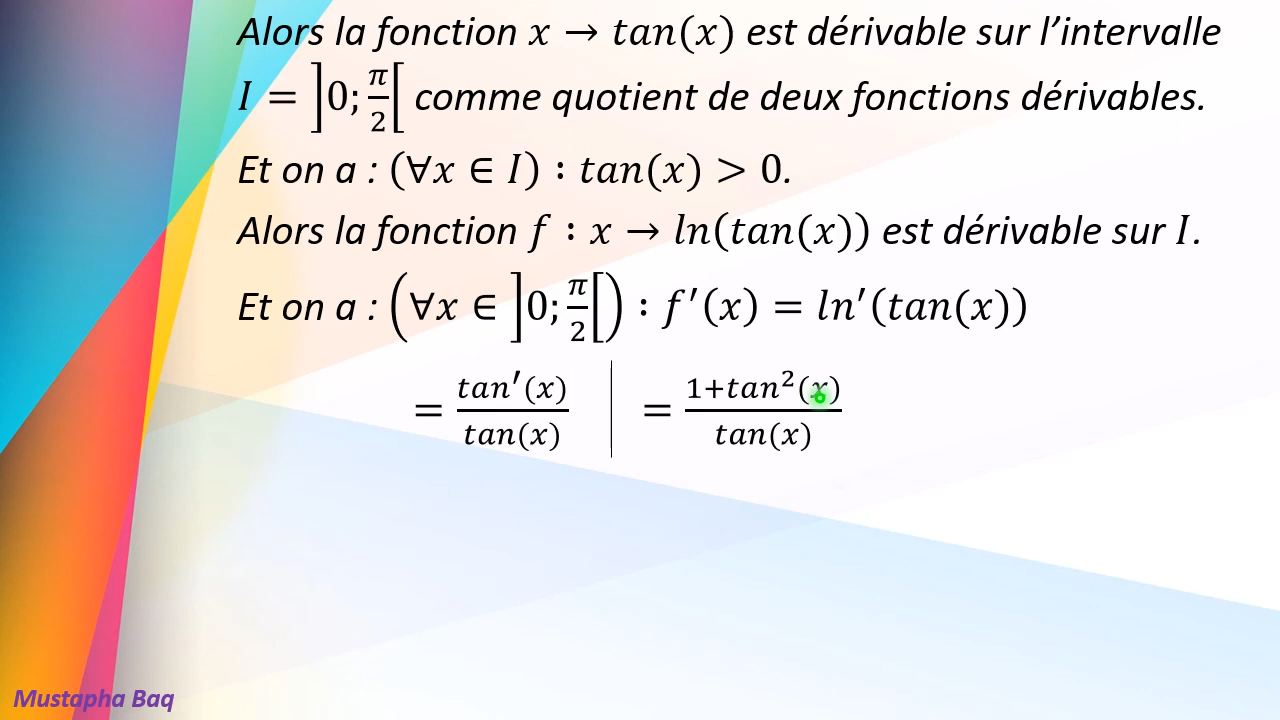 Alors la fonction x → tan(x) est dérivable sur l’intervalle
I = ]0; π/2[ comme quotient de deux fonctions dérivables.
Et on a : (∀x ∈ I) : tan(x) > 0.
Alors la fonction f : x → ln(tan(x)) est dérivable sur I.
Et on a : (∀x ∈ ]0; π/2[) : f′(x) = ln′(tan(x))
= tan′(x)/tan(x) | = 1+tan²(x)/tan(x)
Mustapha Baq